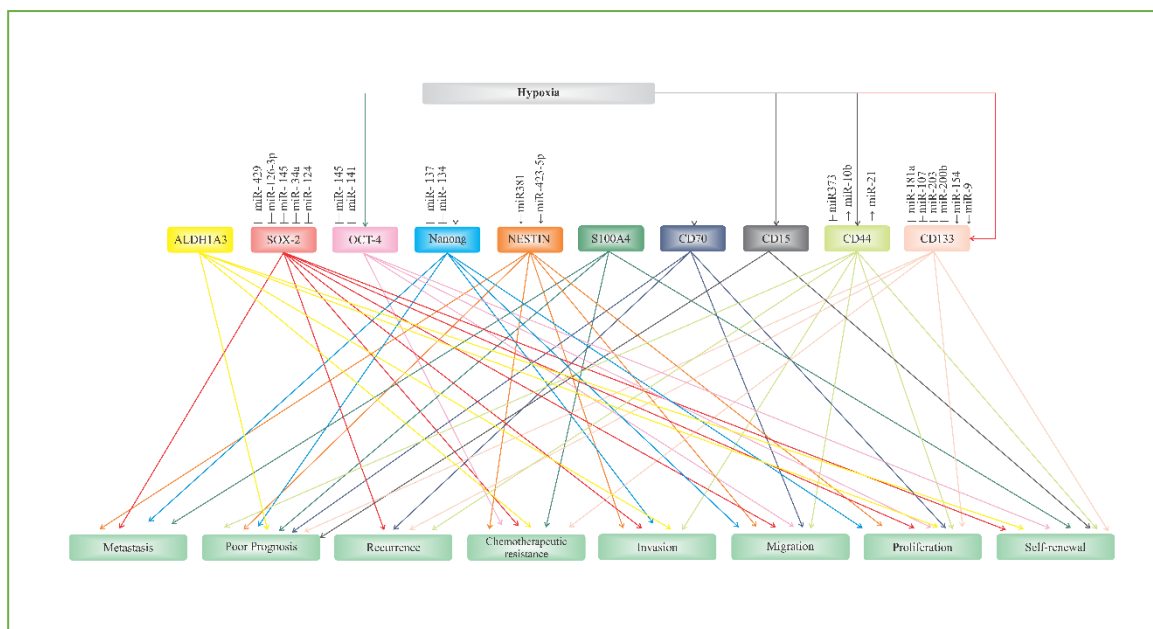 Hypoxia
miR-429
miR-126-3p
miR- 145
miR-34a
miR- 124
miR- 145
miR- 141
miR- 137
miR- 134
miR381
miR-423-5p
miR373
miR-10b
miR-21
miR-181a
miR-107
miR-203
miR-200b
miR-154
miR-9
ALDH1A3
SOX-2
OCT-4
Nanong
NESTIN
S100A4
CD70
CD15
CD44
CD133
Metastasis
Poor Prognosis
Recurrence
Chemotherapeutic
resistance
Invasion
Migration
Proliferation
Self-renewal